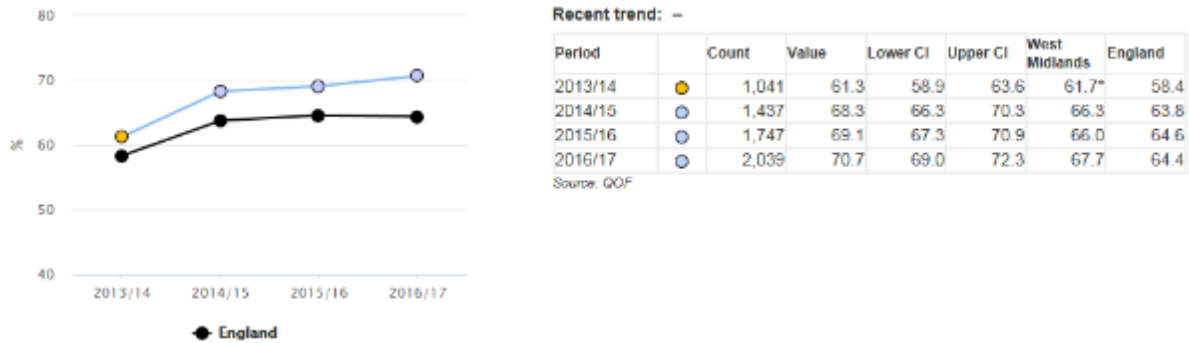 80
70
60
50
40
%
2013/14 2014/15 2015/16 2016/17
England
Recent trend: –
Period Count Value Lower CI Upper CI West Midlands England
2013/14 1,041 61.3 58.9 63.6 61.7* 58.4
2014/15 1,437 68.3 66.3 70.3 66.3 63.8
2015/16 1,747 69.1 67.3 70.9 66.0 64.6
2016/17 2,039 70.7 69.0 72.3 67.7 64.4
Source: QOF